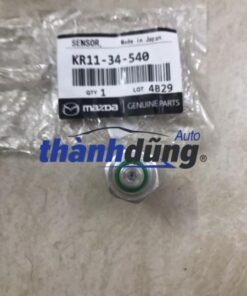 SENSOR Made in Japan
KR11-34-540
QTY 1 LOT 4B29
mazda GENUINE PARTS
Auto
thànhdũng®